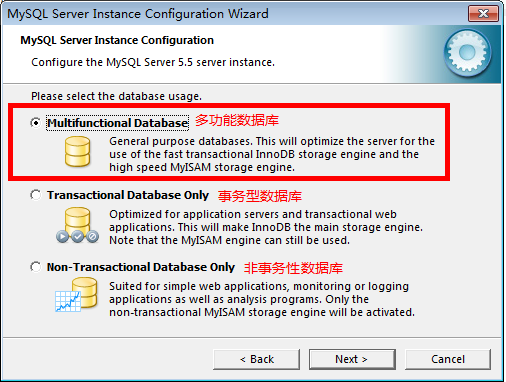 MySQL Server Instance Configuration Wizard
MySQL Server Instance Configuration
Configure the MySQL Server 5.5 server instance.
Please select the database usage.
Multifunctional Database 多功能数据库
General purpose databases. This will optimize the server for the
use of the fast transactional InnoDB storage engine and the
high speed MyISAM storage engine.
Transactional Database Only 事务型数据库
Optimized for application servers and transactional web
applications. This will make InnoDB the main storage engine.
Note that the MyISAM engine can still be used.
Non-Transactional Database Only 非事务性数据库
Suited for simple web applications, monitoring or logging
applications as well as analysis programs. Only the
non-transactional MyISAM storage engine will be activated.
< Back Next > Cancel